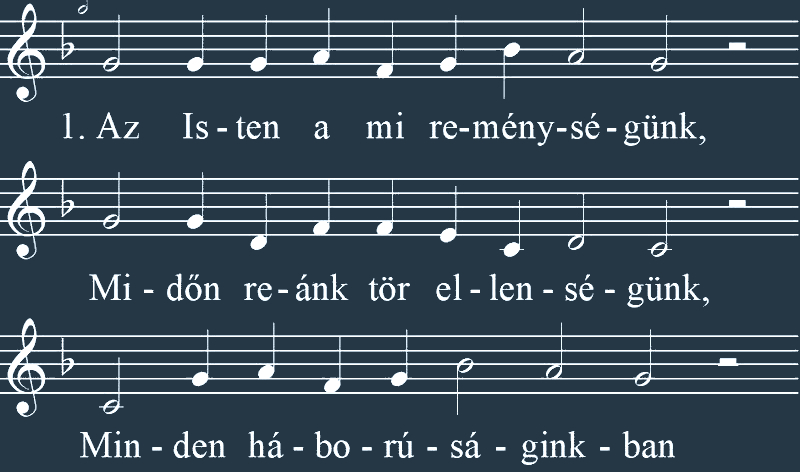 1. Az Is - ten a mi re-mény-sé-günk,
Mi - dőn re-ánk tör el - len - sé - günk,
Min - den há - bo - rú - sá - gink - ban